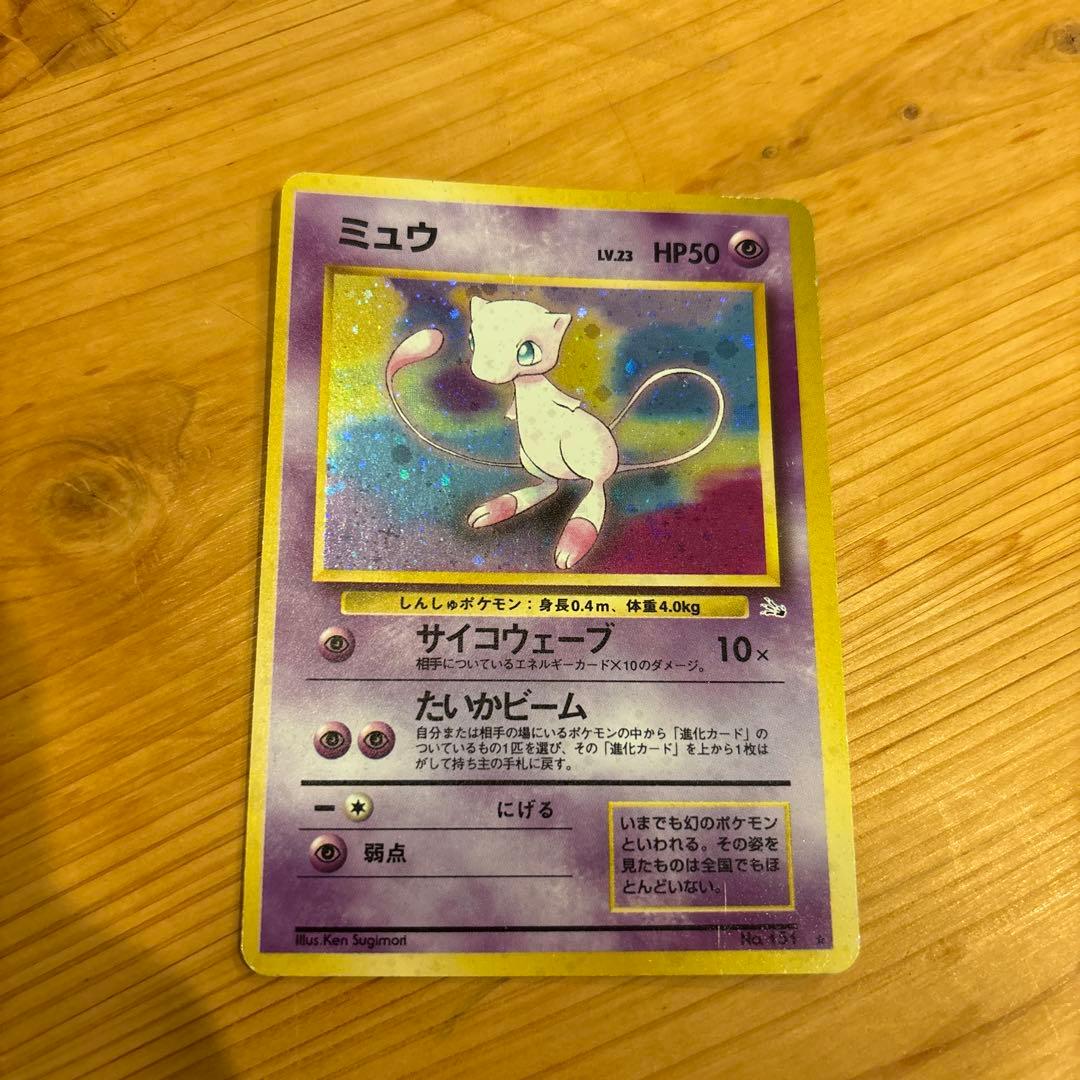 ミュウ
LV.23 HP50
しんしゅポケモン：身長0.4m、体重4.0kg
サイコウェーブ 10×
相手についているエネルギーカード×10のダメージ。
たいかビーム
自分または相手の場にいるポケモンの中から「進化カード」の
ついているもの1匹を選び、その「進化カード」を上から1枚は
がして持ち主の手札に戻す。
にげる
弱点
いまでも幻のポケモン
といわれる。その姿を
見たものは全国でもほ
とんどいない。
Illus.Ken Sugimori
No.151